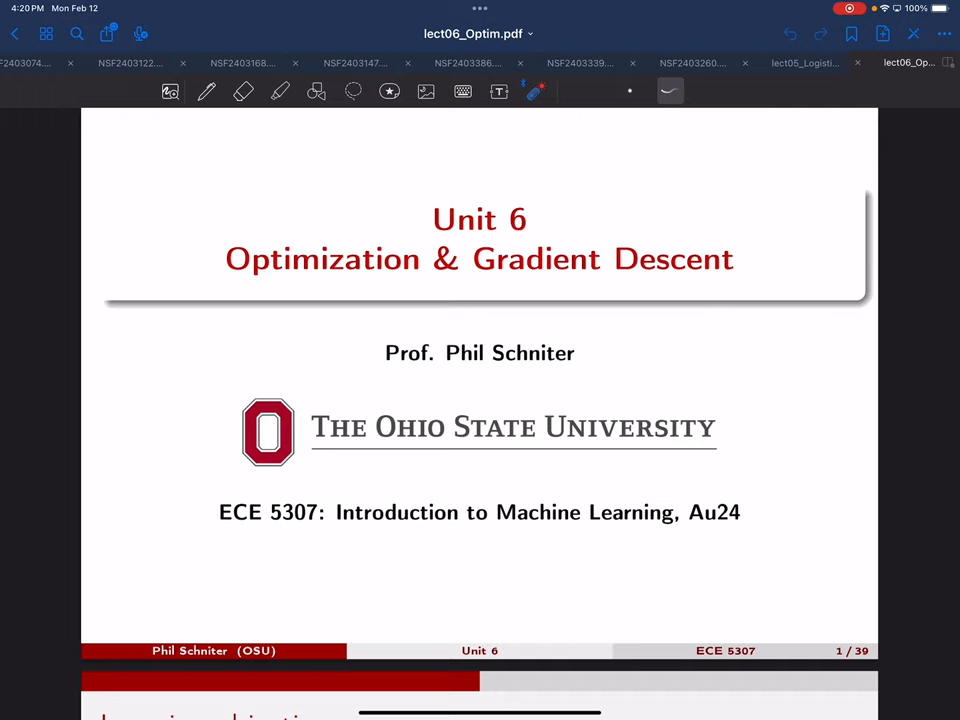 4:20 PM Mon Feb 12
100%
lect06_Optim.pdf
F2403074.... NSF2403122.... NSF2403168.... NSF2403147.... NSF2403386.... NSF2403339.... NSF2403260.... lect05_Logisti... lect06_Op...
T
Unit 6
Optimization & Gradient Descent
Prof. Phil Schniter
THE OHIO STATE UNIVERSITY
ECE 5307: Introduction to Machine Learning, Au24
Phil Schniter (OSU) Unit 6 ECE 5307 1 / 39